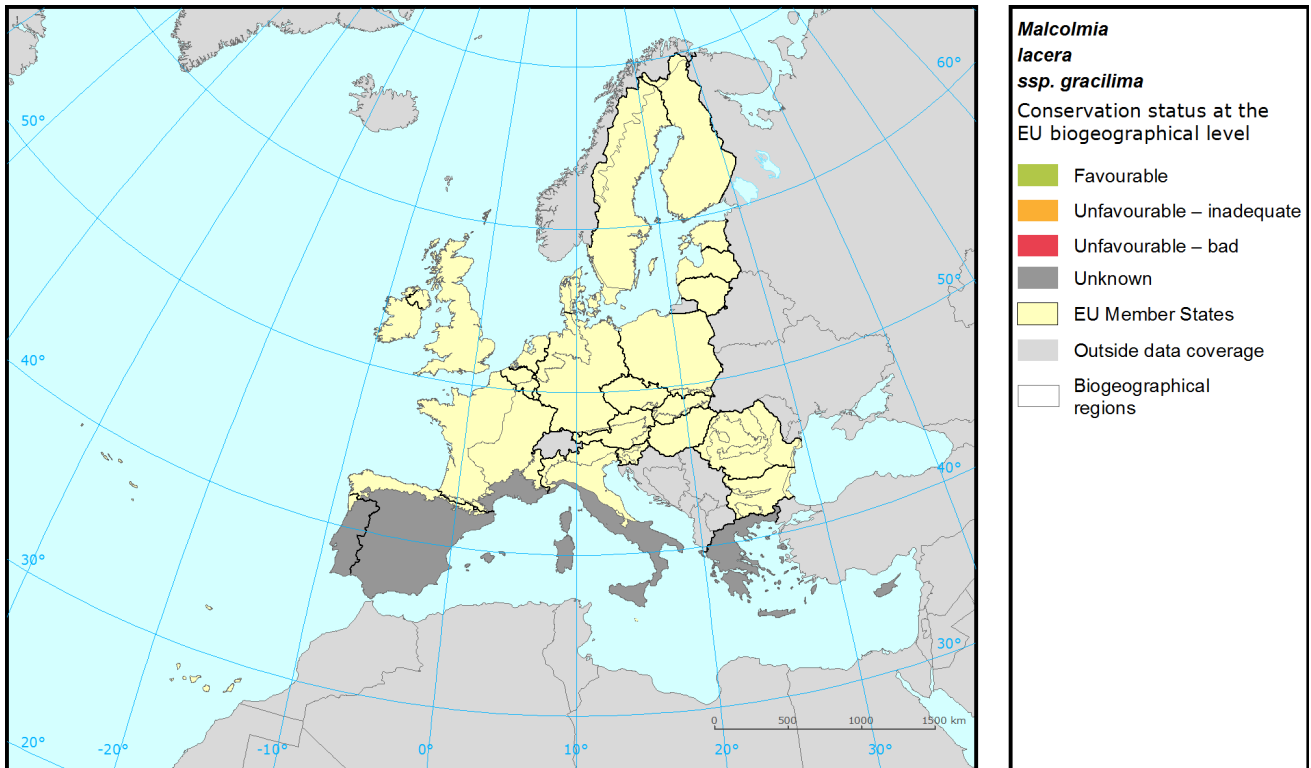 Malcolmia
lacera
ssp. gracilima
Conservation status at the
EU biogeographical level
Favourable
Unfavourable – inadequate
Unfavourable – bad
Unknown
EU Member States
Outside data coverage
Biogeographical
regions
60°
50°
50°
40°
40°
30°
30°
20°
-20°
-10°
0°
10°
20°
30°
0 500 1000 1500 km